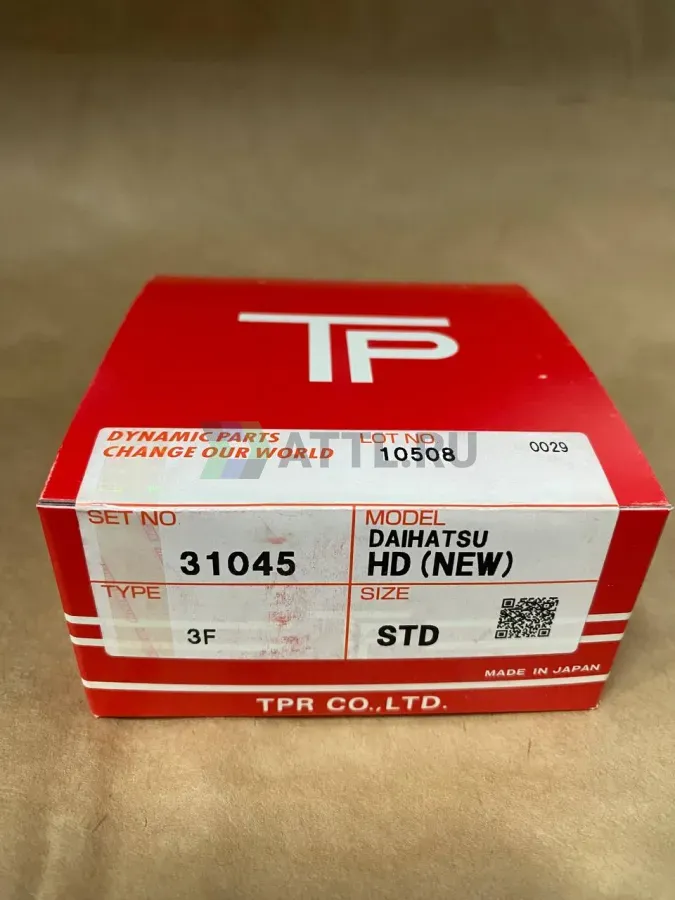 TP
DYNAMIC PARTS
CHANGE OUR WORLD
LOT NO.
10508
0029
ATTL.RU
SET NO
31045
MODEL
DAIHATSU
HD (NEW)
TYPE
3F
SIZE
STD
MADE IN JAPAN
TPR CO.,LTD.